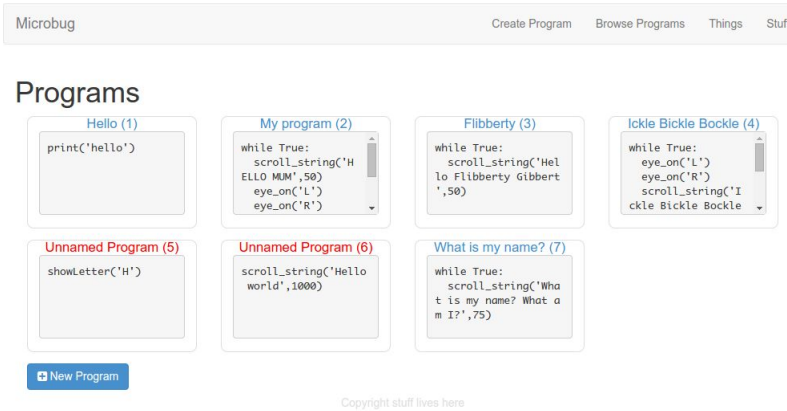 Microbug Create Program Browse Programs Things Stuf
Programs
Hello (1)
print('hello')
My program (2)
while True:
scroll_string('H
ELLO MUM',50)
eye_on('L')
eye_on('R')
Flibberty (3)
while True:
scroll_string('Hel
lo Flibberty Gibbert
',50)
Ickle Bickle Bockle (4)
while True:
eye_on('L')
eye_on('R')
scroll_string('I
ckle Bickle Bockle
Unnamed Program (5)
showLetter('H')
Unnamed Program (6)
scroll_string('Hello
world',1000)
What is my name? (7)
while True:
scroll_string('Wha
t is my name? What a
m I?',75)
New Program
Copyright stuff lives here